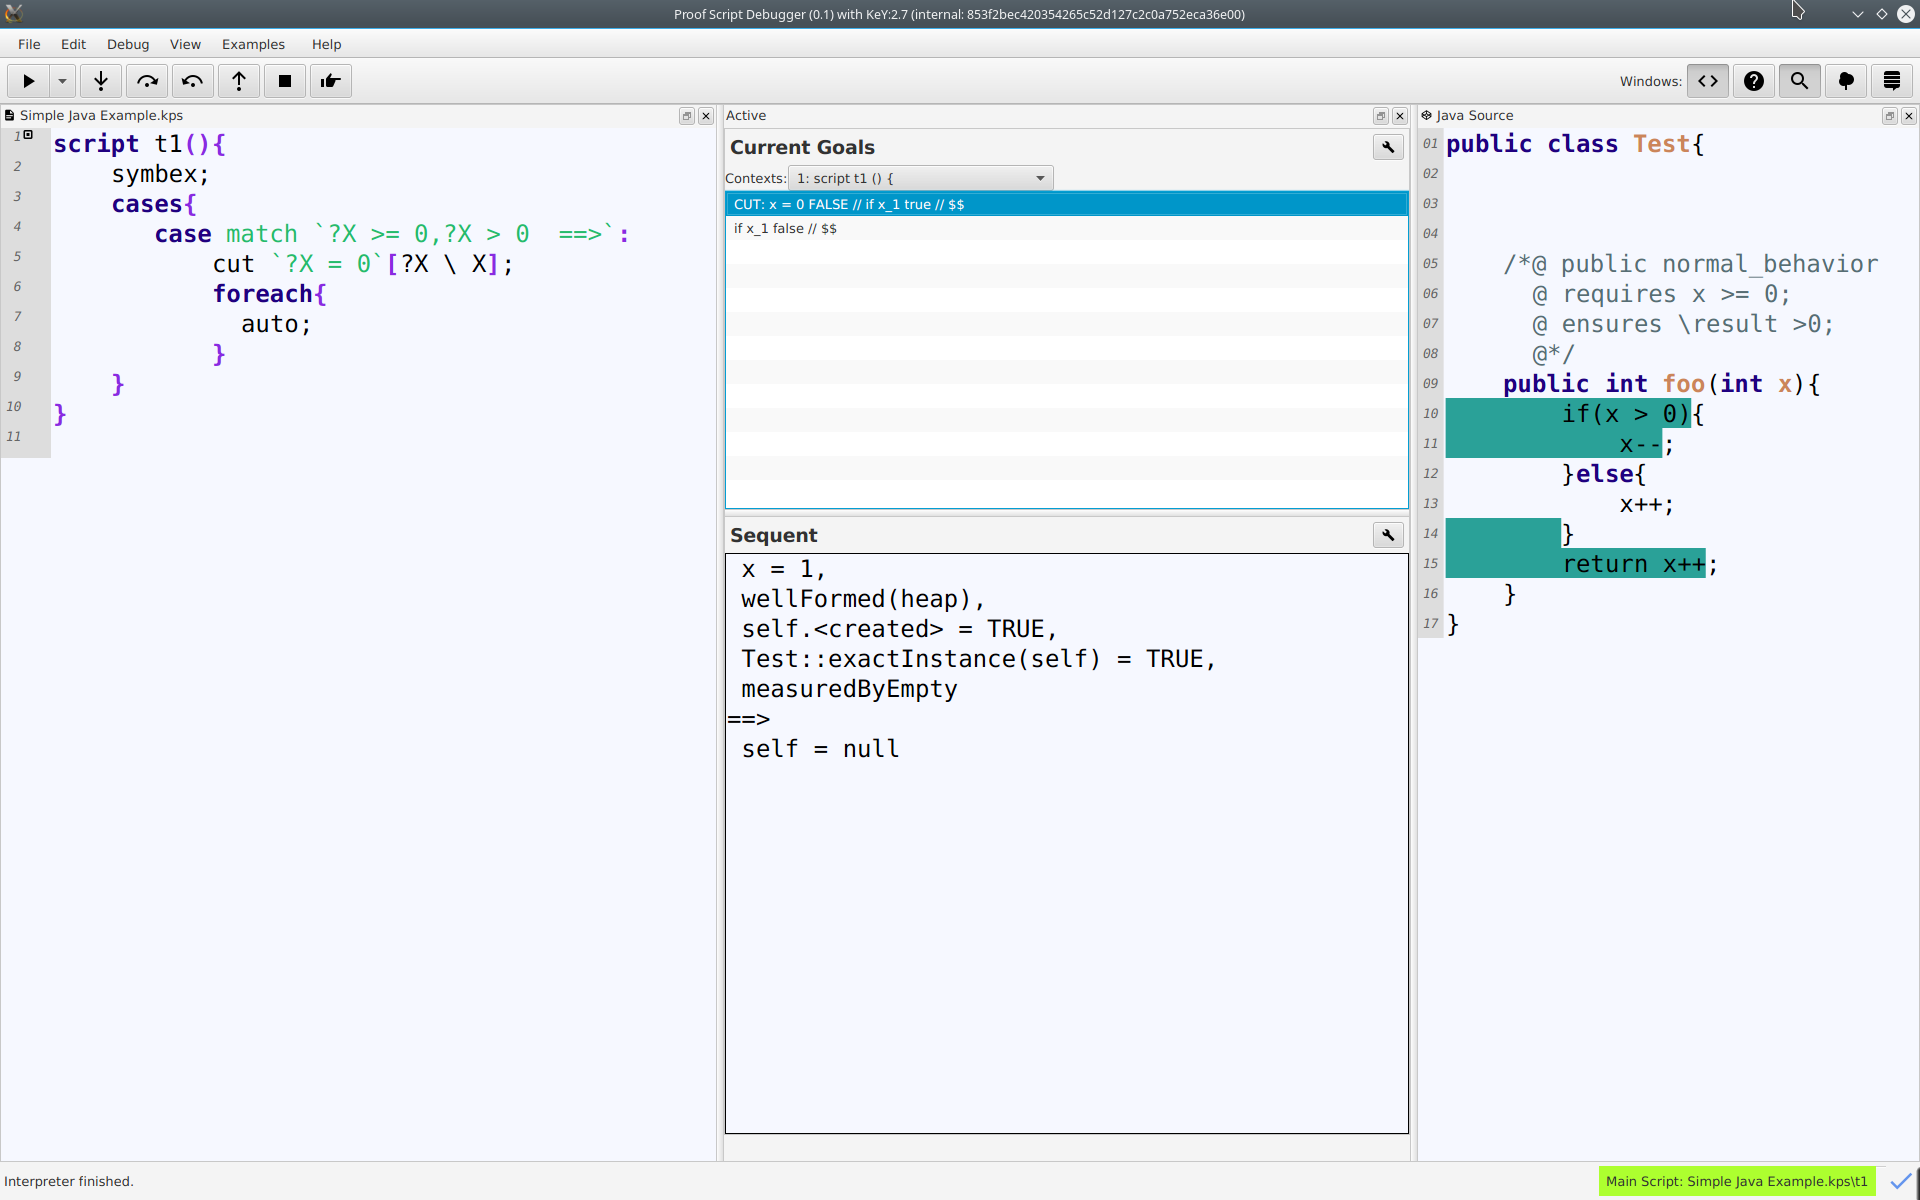 Proof Script Debugger (0.1) with KeY:2.7 (internal: 853f2bec420354265c52d127c2c0a752eca36e00)
File Edit Debug View Examples Help
Windows:
Simple Java Example.kps
1 script t1(){
2 symbex;
3 cases{
4 case match `?X >= 0,?X > 0 ==>`:
5 cut `?X = 0`[?X \ X];
6 foreach{
7 auto;
8 }
9 }
10 }
11
Active
Current Goals
Contexts: 1: script t1 () {
CUT: x = 0 FALSE // if x_1 true // $$
if x_1 false // $$
Sequent
x = 1,
wellFormed(heap),
self.<created> = TRUE,
Test::exactInstance(self) = TRUE,
measuredByEmpty
==>
self = null
Java Source
01 public class Test{
02
03
04
05 /*@ public normal_behavior
06 @ requires x >= 0;
07 @ ensures \result >0;
08 @*/
09 public int foo(int x){
10 if(x > 0){
11 x--;
12 }else{
13 x++;
14 }
15 return x++;
16 }
17 }
Interpreter finished.
Main Script: Simple Java Example.kps\t1